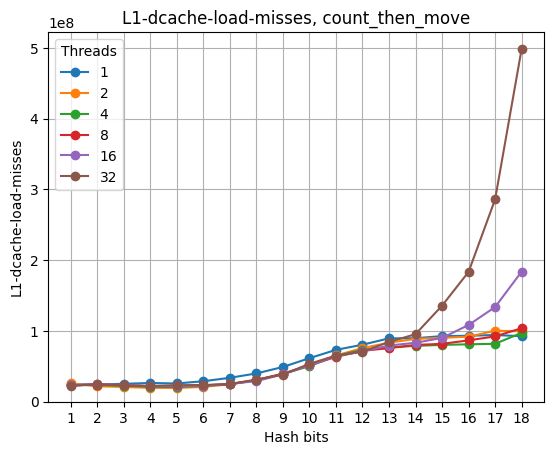 L1-dcache-load-misses, count_then_move
1e8
Threads
1
2
4
8
16
32
5
4
3
2
1
0
L1-dcache-load-misses
1 2 3 4 5 6 7 8 9 10 11 12 13 14 15 16 17 18
Hash bits